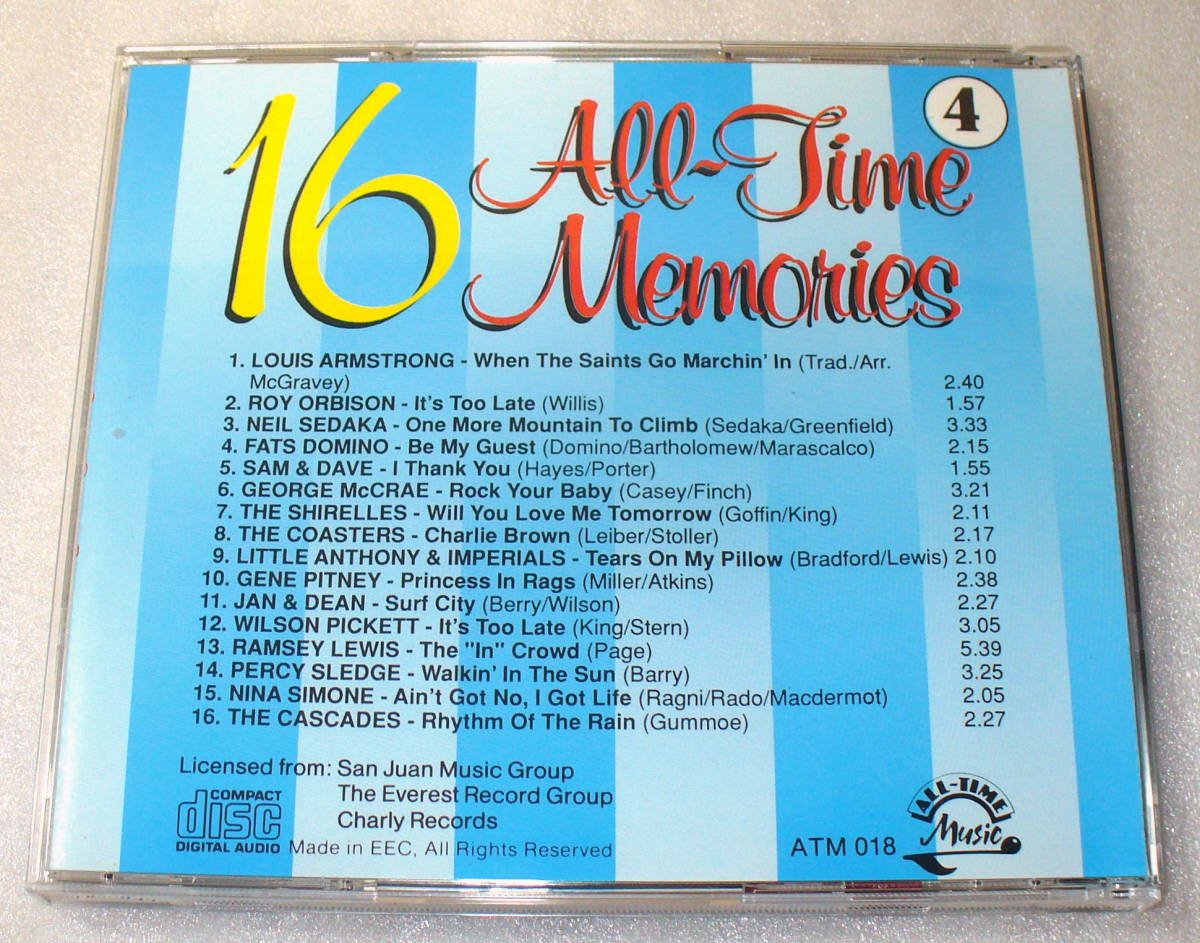 16 All-Time 4
Memories
1. LOUIS ARMSTRONG - When The Saints Go Marchin' In (Trad./Arr.
McGravey) 2.40
2. ROY ORBISON - It's Too Late (Willis) 1.57
3. NEIL SEDAKA - One More Mountain To Climb (Sedaka/Greenfield) 3.33
4. FATS DOMINO - Be My Guest (Domino/Bartholomew/Marascalco) 2.15
5. SAM & DAVE - I Thank You (Hayes/Porter) 1.55
6. GEORGE McCRAE - Rock Your Baby (Casey/Finch) 3.21
7. THE SHIRELLES - Will You Love Me Tomorrow (Goffin/King) 2.11
8. THE COASTERS - Charlie Brown (Leiber/Stoller) 2.17
9. LITTLE ANTHONY & IMPERIALS - Tears On My Pillow (Bradford/Lewis) 2.10
10. GENE PITNEY - Princess In Rags (Miller/Atkins) 2.38
11. JAN & DEAN - Surf City (Berry/Wilson) 2.27
12. WILSON PICKETT - It's Too Late (King/Stern) 3.05
13. RAMSEY LEWIS - The "In" Crowd (Page) 5.39
14. PERCY SLEDGE - Walkin' In The Sun (Barry) 3.25
15. NINA SIMONE - Ain't Got No, I Got Life (Ragni/Rado/Macdermot) 2.05
16. THE CASCADES - Rhythm Of The Rain (Gummoe) 2.27
Licensed from: San Juan Music Group
The Everest Record Group
Charly Records
COMPACT
disc
DIGITAL AUDIO
Made in EEC, All Rights Reserved
ATM 018
ALL-TIME
Music